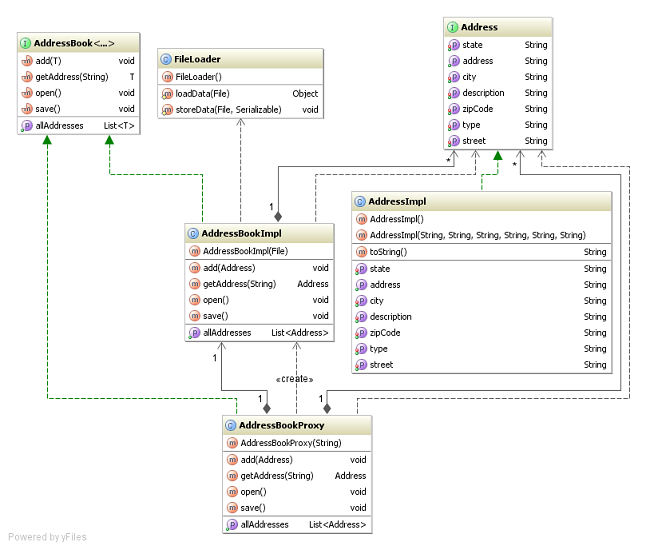 AddressBook<...>
add(T) void
getAddress(String) T
open() void
save() void
allAddresses List<T>
FileLoader
FileLoader()
loadData(File) Object
storeData(File, Serializable) void
Address
state String
address String
city String
description String
zipCode String
type String
street String
*
*
1
AddressBookImpl
AddressBookImpl(File)
add(Address) void
getAddress(String) Address
open() void
save() void
allAddresses List<Address>
AddressImpl
AddressImpl()
AddressImpl(String, String, String, String, String, String)
toString() String
state String
address String
city String
description String
zipCode String
type String
street String
1
«create»
1
1
AddressBookProxy
AddressBookProxy(String)
add(Address) void
getAddress(String) Address
open() void
save() void
allAddresses List<Address>
Powered by yFiles